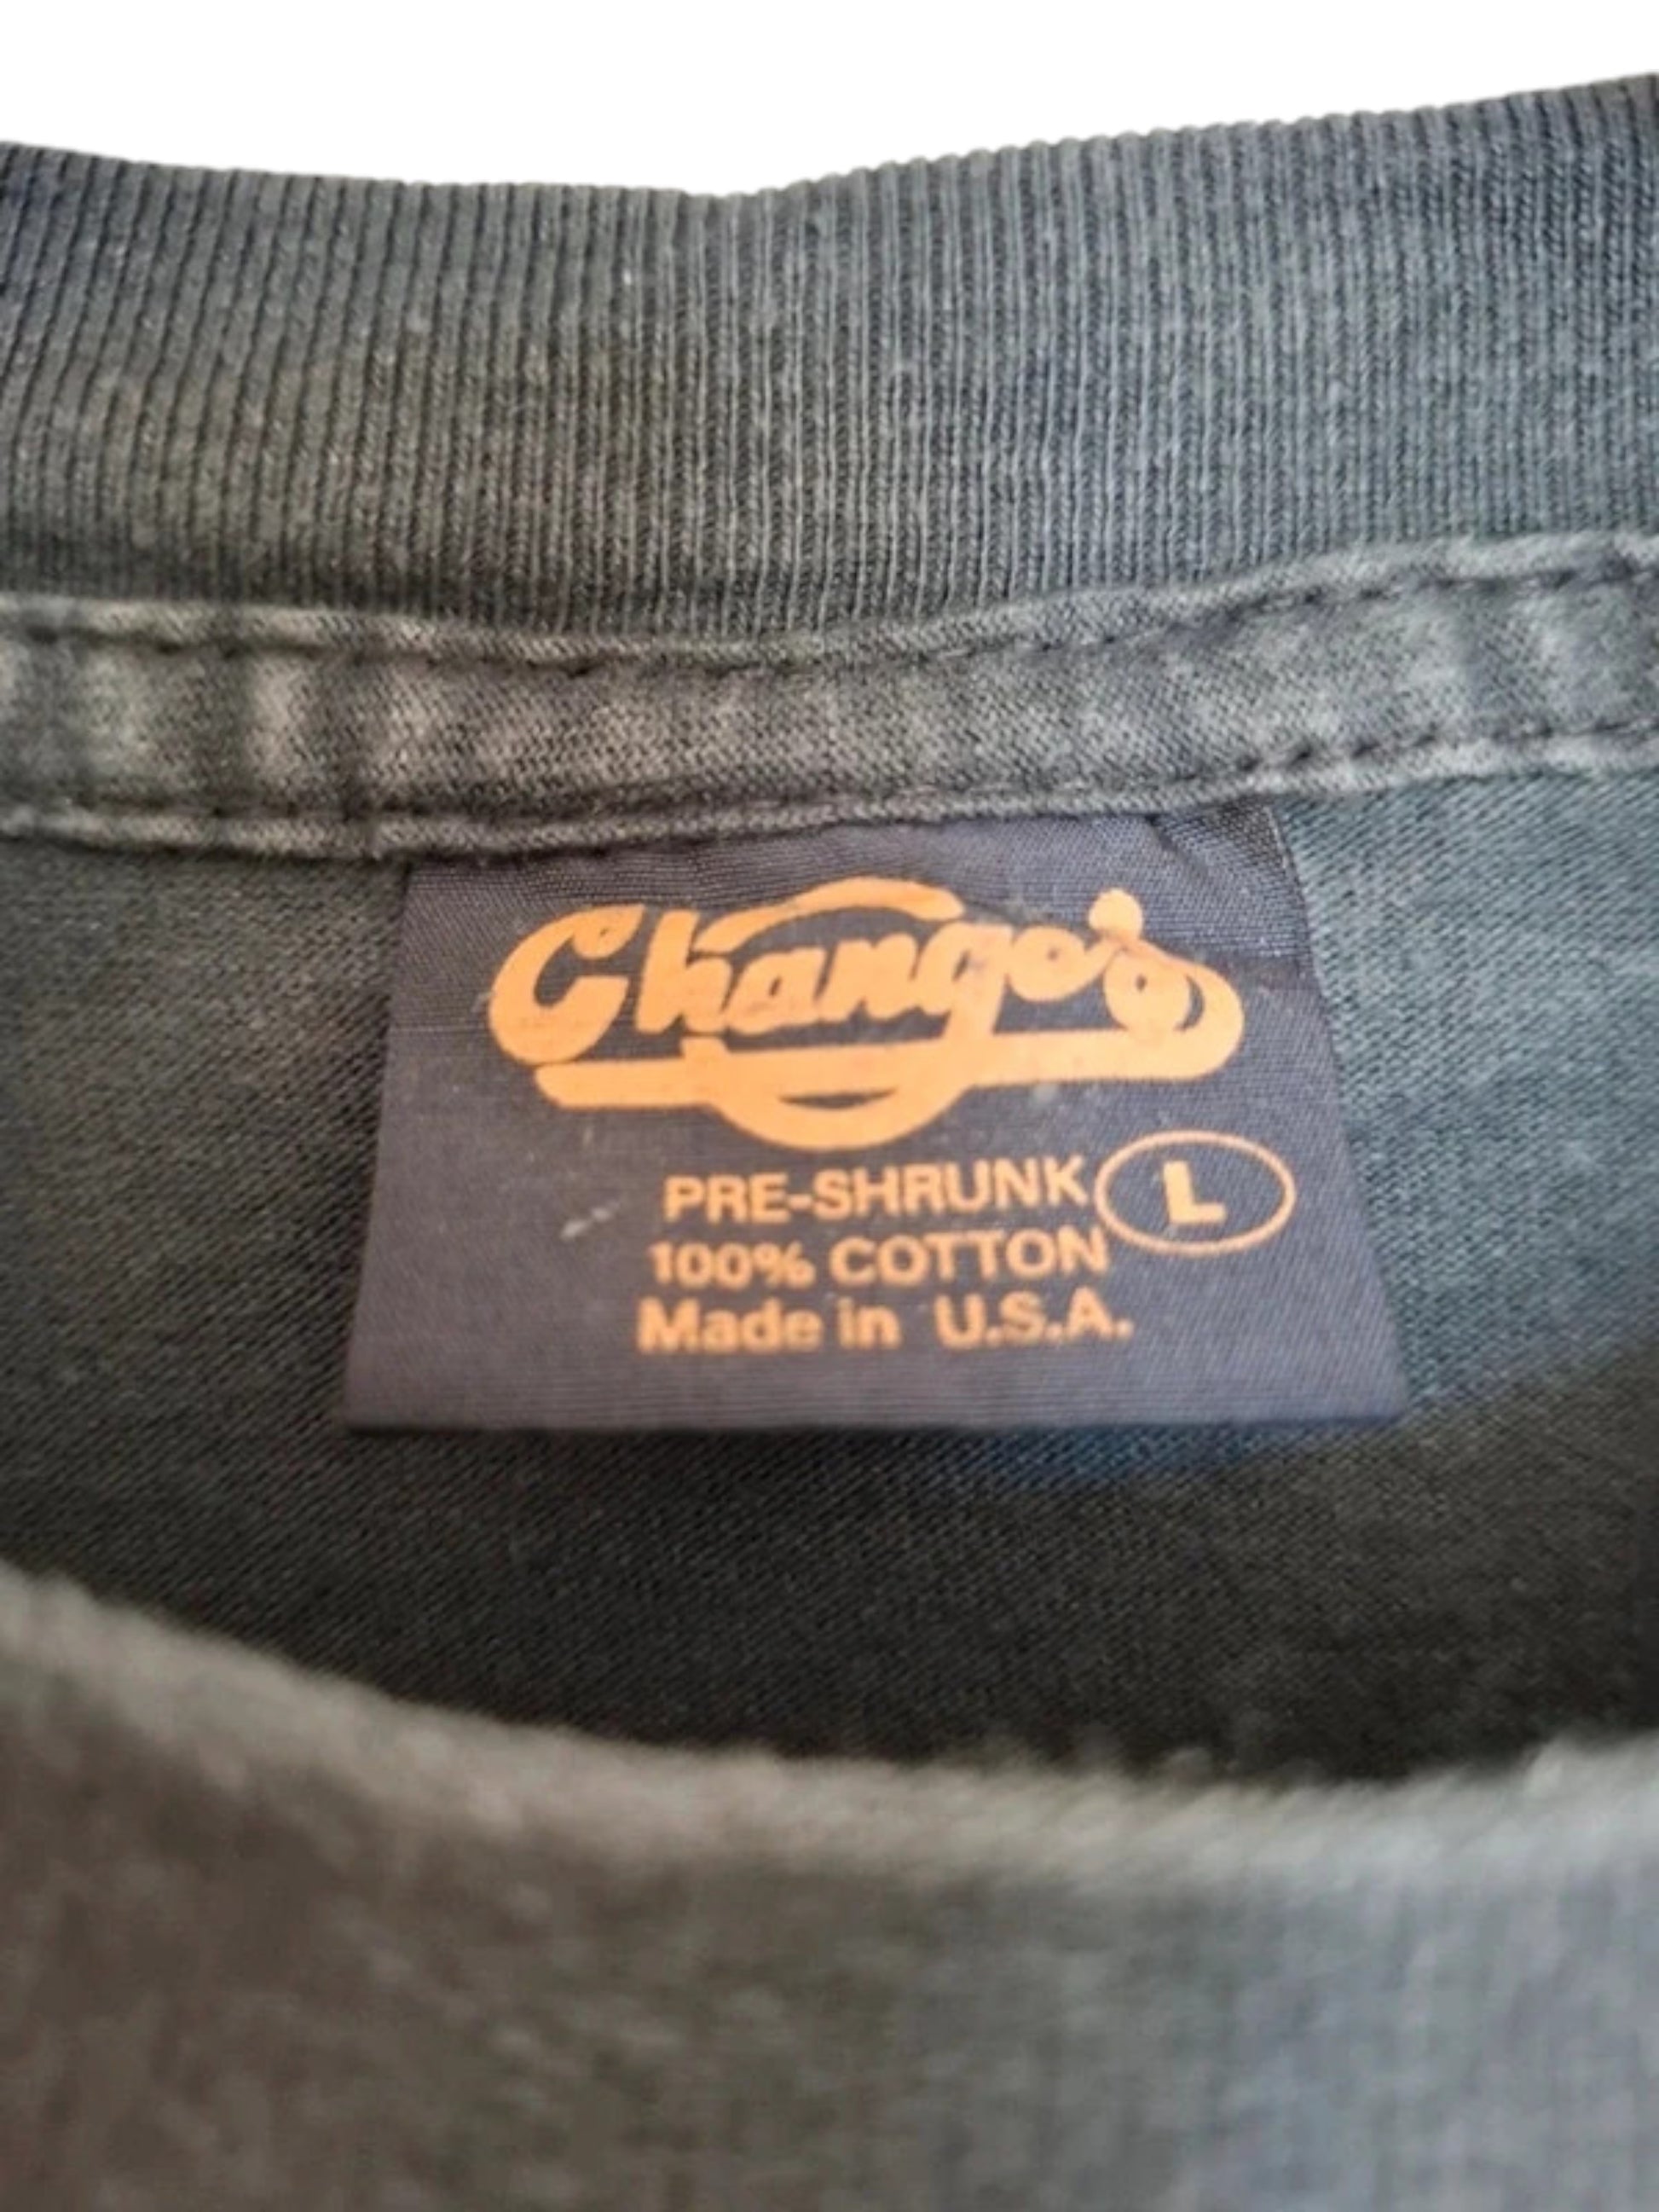 Changes
PRE-SHRUNK L
100% COTTON
Made in U.S.A.